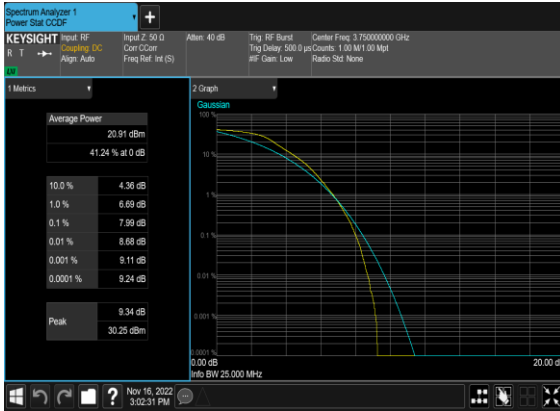 Spectrum Analyzer 1
Power Stat CCDF
+
KEYSIGHT Input: RF Input Z: 50 Ω Atten: 40 dB Trig: RF Burst Center Freq: 3.750000000 GHz
R T Coupling: DC Corr CCorr Trig Delay: 500.0 µs Counts: 1.00 M/1.00 Mpt
Align: Auto Freq Ref: Int (S) #IF Gain: Low Radio Std: None
1 Metrics
2 Graph
Average Power
20.91 dBm
41.24 % at 0 dB
10.0 % 4.36 dB
1.0 % 6.69 dB
0.1 % 7.99 dB
0.01 % 8.68 dB
0.001 % 9.11 dB
0.0001 % 9.24 dB
Peak
9.34 dB
30.25 dBm
Gaussian
100 %
10 %
1 %
0.1 %
0.01 %
0.001 %
0.0001 %
0.00 dB 20.00 d
Info BW 25.000 MHz
? Nov 16, 2022
3:02:31 PM